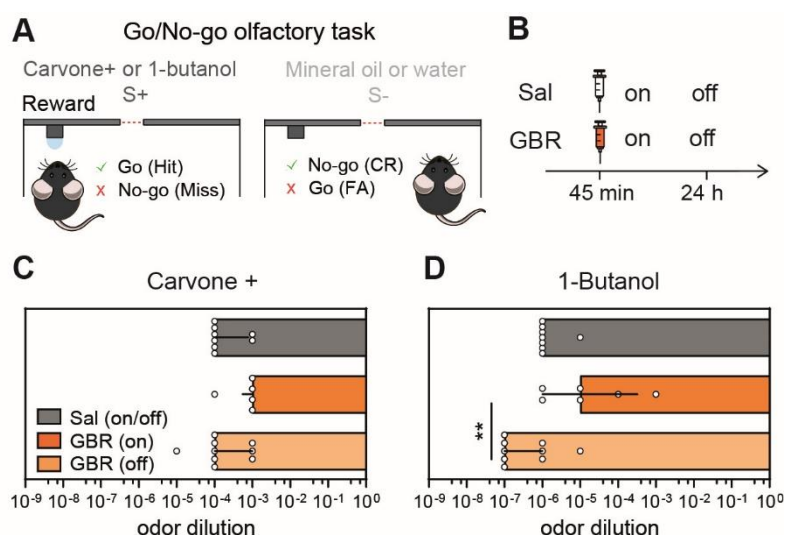 A
Go/No-go olfactory task
Carvone+ or 1-butanol
S+
Reward
✓ Go (Hit)
X No-go (Miss)
Mineral oil or water
S-
✓ No-go (CR)
X Go (FA)
B
Sal on off
GBR on off
45 min 24 h
C
Carvone +
Sal (on/off)
GBR (on)
GBR (off)
10⁻⁹ 10⁻⁸ 10⁻⁷ 10⁻⁶ 10⁻⁵ 10⁻⁴ 10⁻³ 10⁻² 10⁻¹ 10⁰
odor dilution
D
1-Butanol
**
10⁻⁹ 10⁻⁸ 10⁻⁷ 10⁻⁶ 10⁻⁵ 10⁻⁴ 10⁻³ 10⁻² 10⁻¹ 10⁰
odor dilution